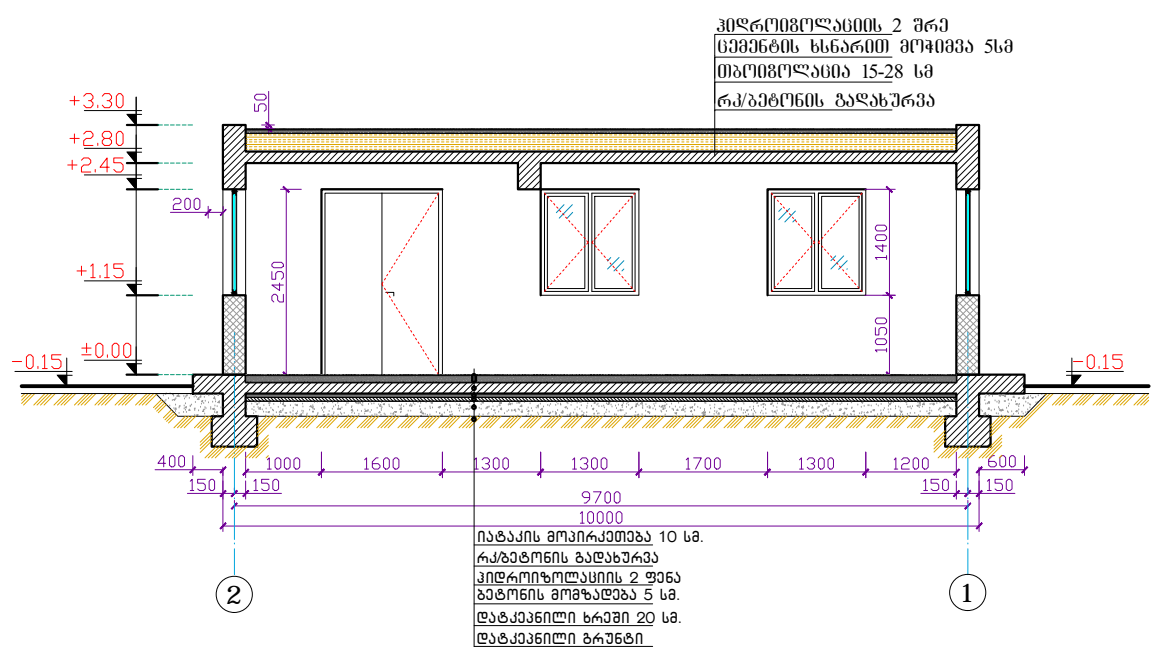 ჰიდროიზოლაციის 2 შრე
ცემენტის ხსნარით მოჭიმვა 5სმ
თბოიზოლაცია 15-28 სმ
რკ/ბეტონის გადახურვა
+3.30
50
+2.80
+2.45
200
+1.15
2450
1400
1050
±0.00
-0.15
-0.15
400 1000 1600 1300 1300 1700 1300 1200 600
150 150 150 150
9700
10000
იატაკის მოპირკეთება 10 სმ.
რკ/ბეტონის გადახურვა
ჰიდროიზოლაციის 2 ფენა
ბეტონის მომზადება 5 სმ.
დატკეპნილი ხრეში 20 სმ.
დატკეპნილი გრუნტი
2 1